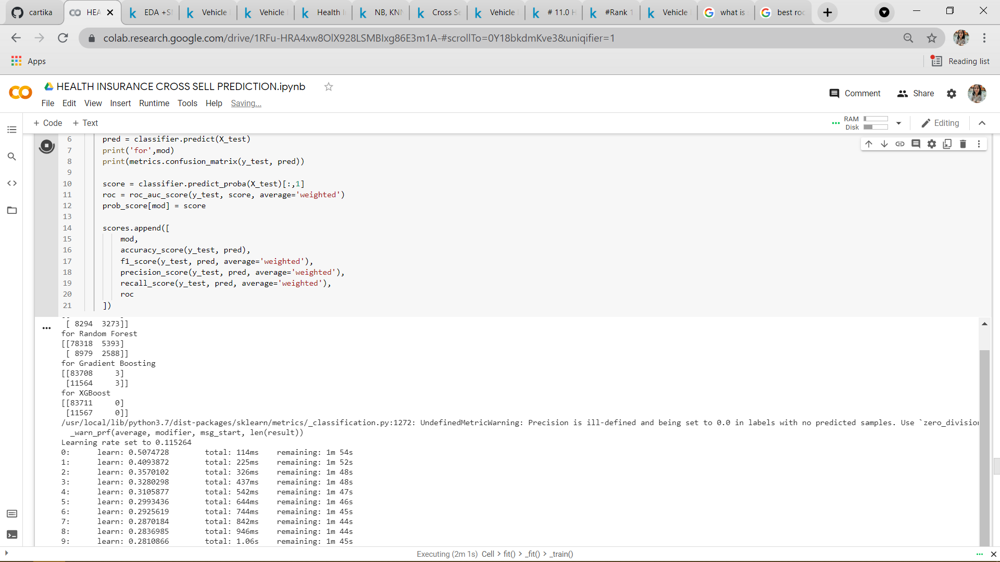 cartika
HEA
EDA +S
Vehicle
Vehicle
Health I
NB, KN
Cross Se
Vehicle
# 11.0 H
#Rank 1
Vehicle
what is
best roc
colab.research.google.com/drive/1RFu-HRA4xw8OlX928LSMBIxg86E3m1A-#scrollTo=0Y18bkdmKve3&uniqifier=1
Apps
Reading list
HEALTH INSURANCE CROSS SELL PREDICTION.ipynb
Comment
Share
File Edit View Insert Runtime Tools Help Saving...
+ Code + Text
RAM
Disk
Editing
6 pred = classifier.predict(X_test)
7 print('for',mod)
8 print(metrics.confusion_matrix(y_test, pred))
9
10 score = classifier.predict_proba(X_test)[:,1]
11 roc = roc_auc_score(y_test, score, average='weighted')
12 prob_score[mod] = score
13
14 scores.append([
15 mod,
16 accuracy_score(y_test, pred),
17 f1_score(y_test, pred, average='weighted'),
18 precision_score(y_test, pred, average='weighted'),
19 recall_score(y_test, pred, average='weighted'),
20 roc
21 ])
[ 8294 3273]]
for Random Forest
[[78318 5393]
[ 8979 2588]]
for Gradient Boosting
[[83708 3]
[11564 3]]
for XGBoost
[[83711 0]
[11567 0]]
/usr/local/lib/python3.7/dist-packages/sklearn/metrics/_classification.py:1272: UndefinedMetricWarning: Precision is ill-defined and being set to 0.0 in labels with no predicted samples. Use `zero_division
_warn_prf(average, modifier, msg_start, len(result))
Learning rate set to 0.115264
0: learn: 0.5074728 total: 114ms remaining: 1m 54s
1: learn: 0.4093872 total: 225ms remaining: 1m 52s
2: learn: 0.3570102 total: 326ms remaining: 1m 48s
3: learn: 0.3280298 total: 437ms remaining: 1m 48s
4: learn: 0.3105877 total: 542ms remaining: 1m 47s
5: learn: 0.2993436 total: 644ms remaining: 1m 46s
6: learn: 0.2925619 total: 744ms remaining: 1m 45s
7: learn: 0.2870184 total: 842ms remaining: 1m 44s
8: learn: 0.2836985 total: 946ms remaining: 1m 44s
9: learn: 0.2810866 total: 1.06s remaining: 1m 45s
Executing (2m 1s) Cell > fit() > _fit() > _train()